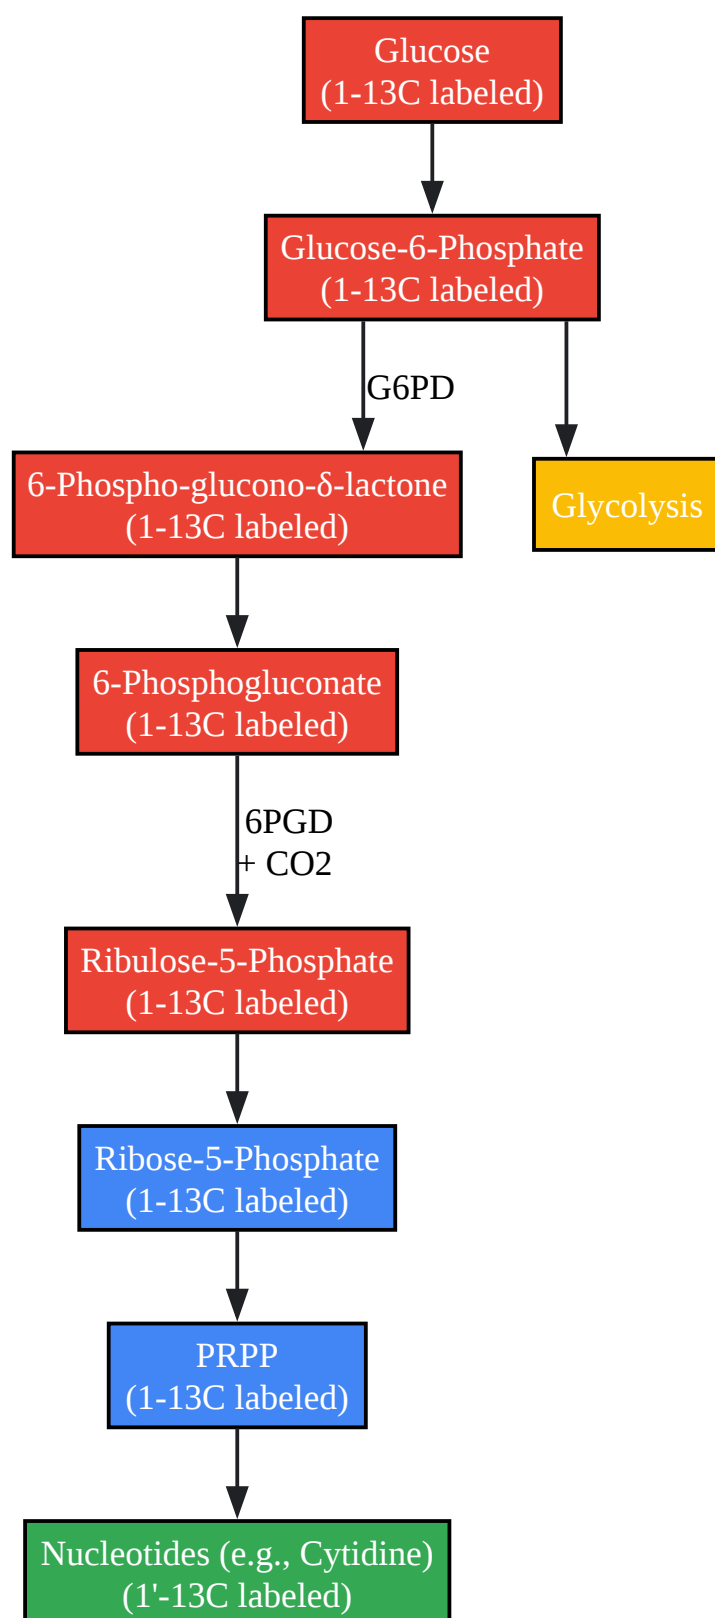 Glucose
(1-13C labeled)
Glucose-6-Phosphate
(1-13C labeled)
G6PD
6-Phospho-glucono-δ-lactone
(1-13C labeled)
Glycolysis
6-Phosphogluconate
(1-13C labeled)
6PGD
+ CO2
Ribulose-5-Phosphate
(1-13C labeled)
Ribose-5-Phosphate
(1-13C labeled)
PRPP
(1-13C labeled)
Nucleotides (e.g., Cytidine)
(1'-13C labeled)